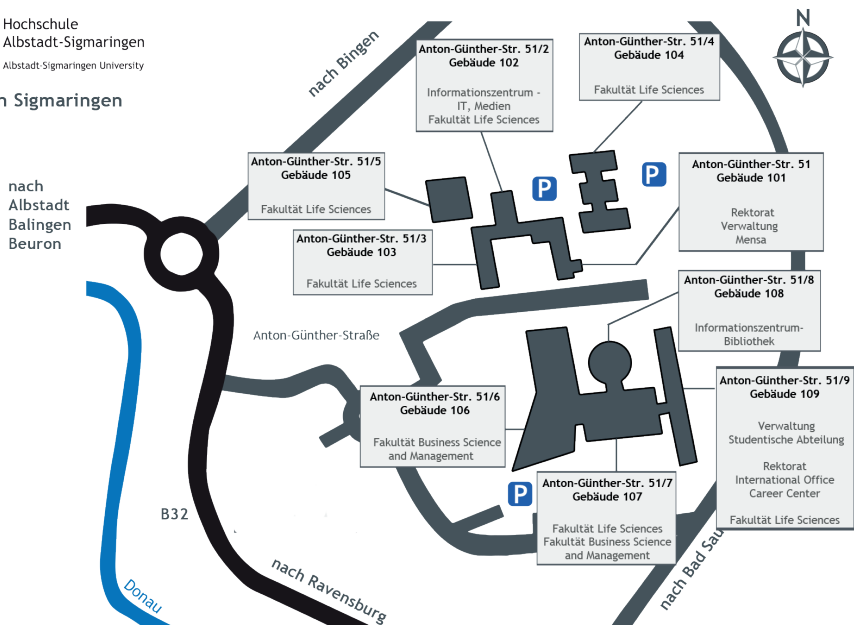 Hochschule
Albstadt-Sigmaringen
Albstadt-Sigmaringen University
n Sigmaringen
nach
Albstadt
Balingen
Beuron
nach Bingen
Anton-Günther-Str. 51/2
Gebäude 102
Informationszentrum -
IT, Medien
Fakultät Life Sciences
Anton-Günther-Str. 51/4
Gebäude 104
Fakultät Life Sciences
N
Anton-Günther-Str. 51/5
Gebäude 105
Fakultät Life Sciences
P
P
Anton-Günther-Str. 51
Gebäude 101
Rektorat
Verwaltung
Mensa
Anton-Günther-Str. 51/3
Gebäude 103
Fakultät Life Sciences
Anton-Günther-Str. 51/8
Gebäude 108
Informationszentrum-
Bibliothek
Anton-Günther-Straße
Anton-Günther-Str. 51/6
Gebäude 106
Fakultät Business Science
and Management
Anton-Günther-Str. 51/9
Gebäude 109
Verwaltung
Studentische Abteilung
Rektorat
International Office
Career Center
Fakultät Life Sciences
P
Anton-Günther-Str. 51/7
Gebäude 107
Fakultät Life Sciences
Fakultät Business Science
and Management
B32
Donau
nach Ravensburg
nach Bad Sau